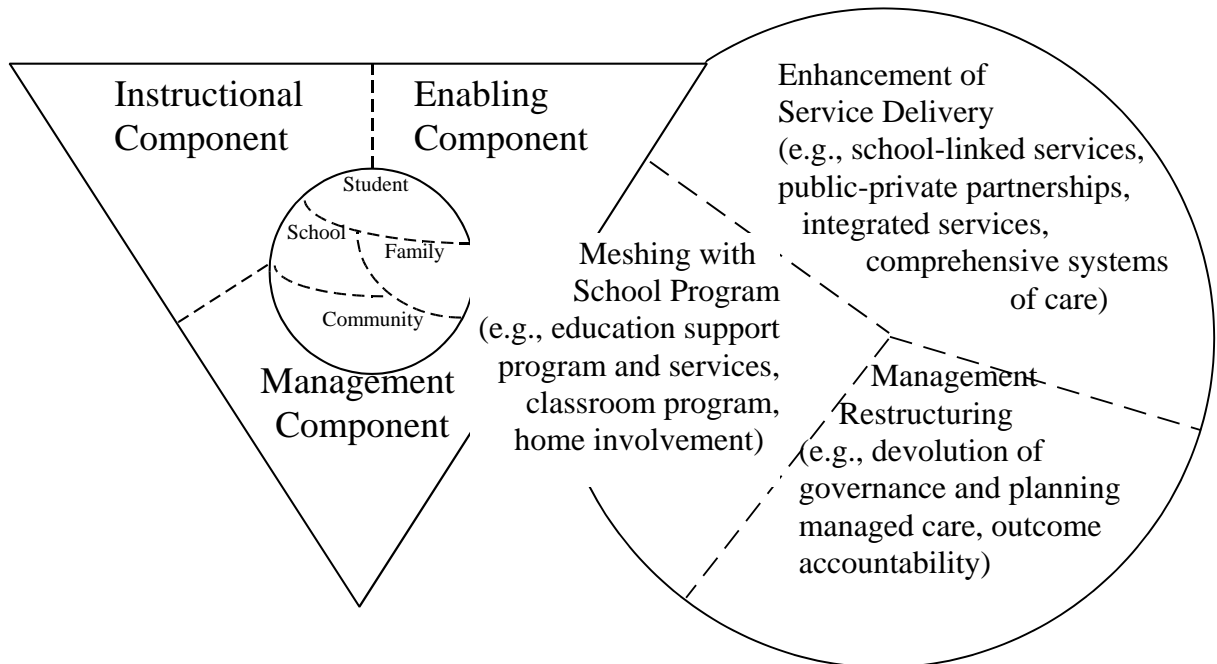 Instructional
Component
Enabling
Component
Student
School
Family
Community
Management
Component
Meshing with
School Program
(e.g., education support
program and services,
classroom program,
home involvement)
Enhancement of
Service Delivery
(e.g., school-linked services,
public-private partnerships,
integrated services,
comprehensive systems
of care)
Management
Restructuring
(e.g., devolution of
governance and planning
managed care, outcome
accountability)